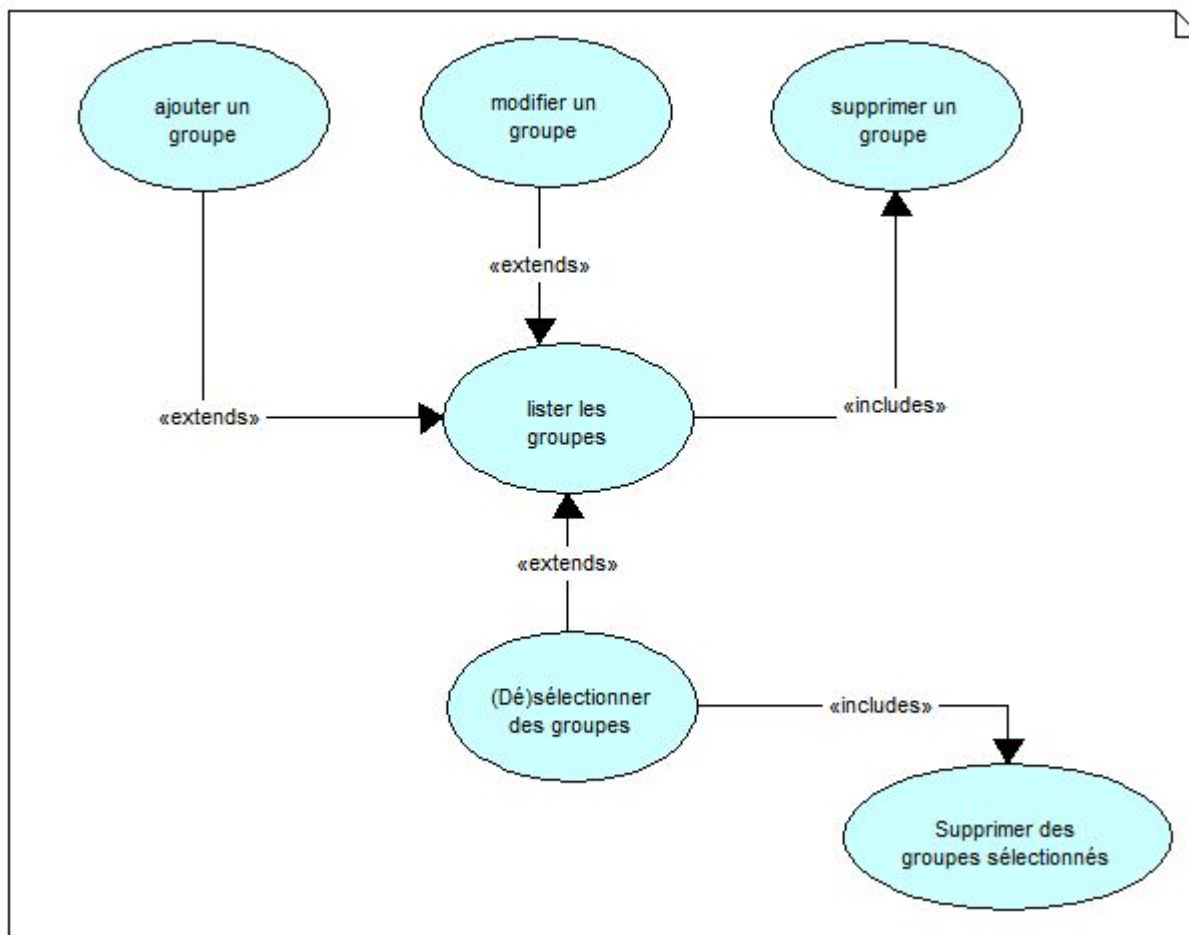 ajouter un
groupe
modifier un
groupe
supprimer un
groupe
«extends»
«extends»
«includes»
lister les
groupes
«extends»
(Dé)sélectionner
des groupes
«includes»
Supprimer des
groupes sélectionnés